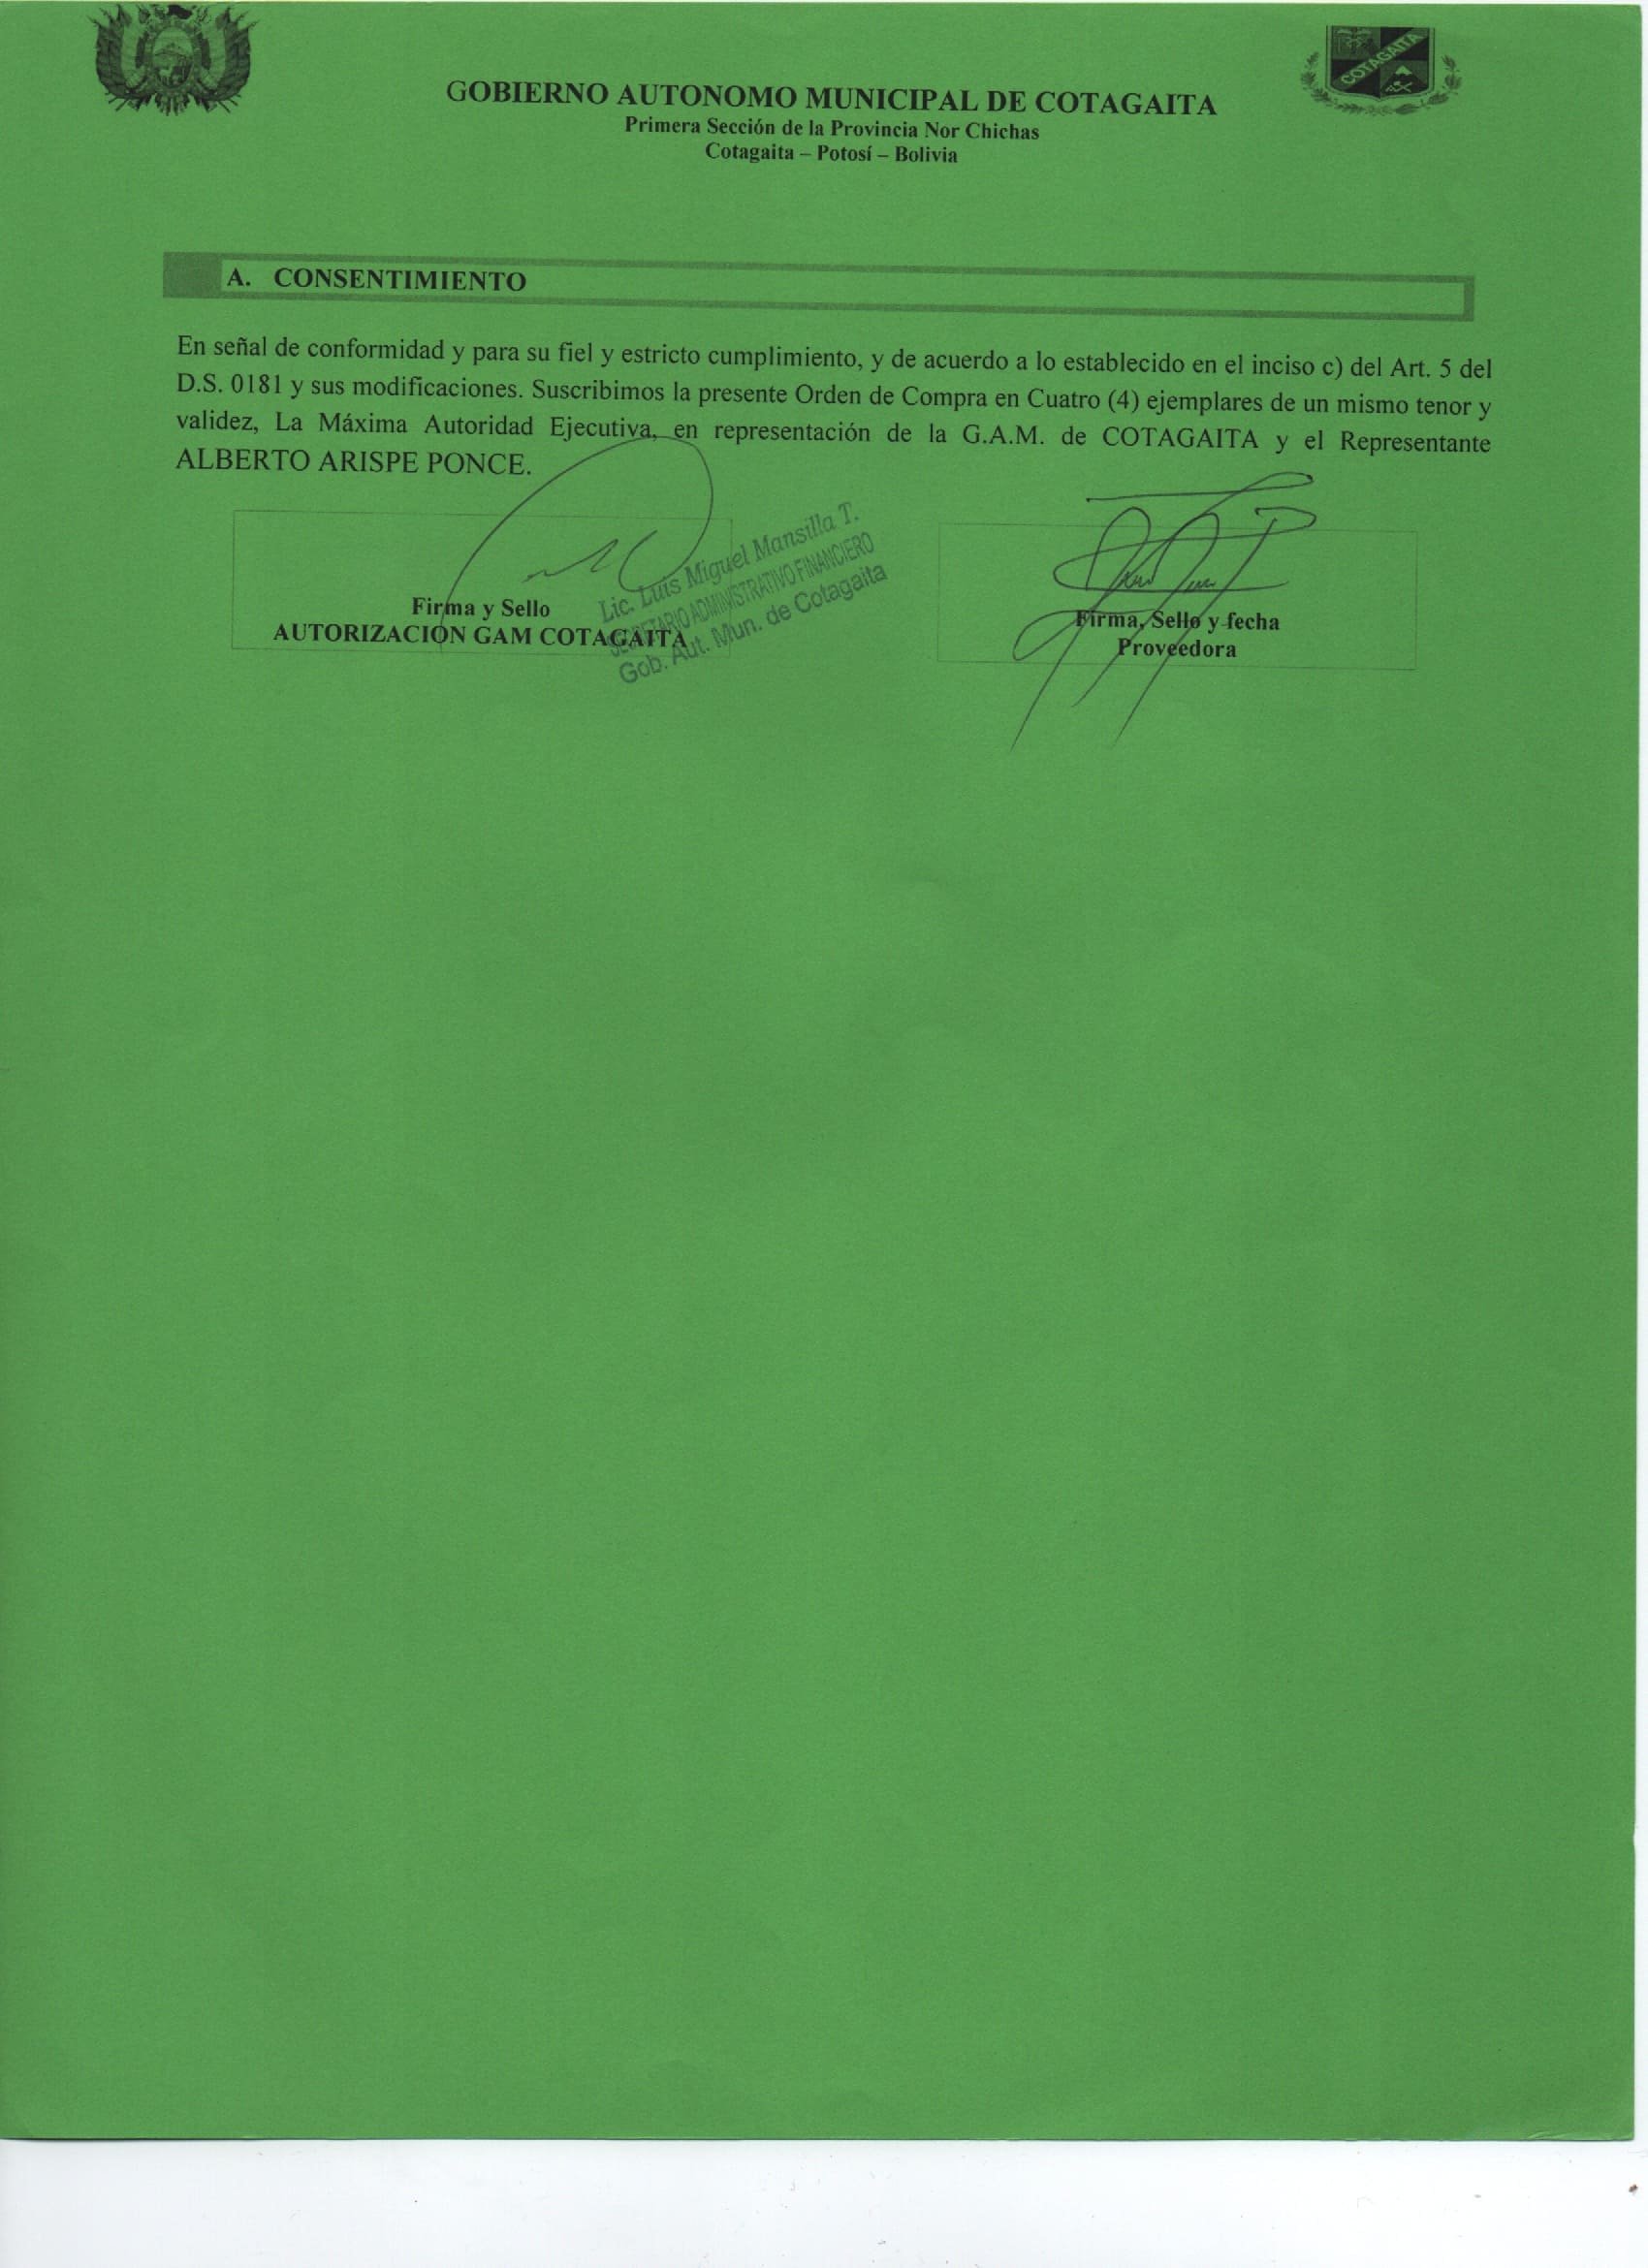 COTAGAITA
GOBIERNO AUTONOMO MUNICIPAL DE COTAGAITA
Primera Sección de la Provincia Nor Chichas
Cotagaita – Potosí – Bolivia
A. CONSENTIMIENTO
En señal de conformidad y para su fiel y estricto cumplimiento, y de acuerdo a lo establecido en el inciso c) del Art. 5 del
D.S. 0181 y sus modificaciones. Suscribimos la presente Orden de Compra en Cuatro (4) ejemplares de un mismo tenor y
validez, La Máxima Autoridad Ejecutiva, en representación de la G.A.M. de COTAGAITA y el Representante
ALBERTO ARISPE PONCE.
Lic. Luis Miguel Mansilla T.
SECRETARIO ADMINISTRATIVO FINANCIERO
Gob. Aut. Mun. de Cotagaita
Firma y Sello
AUTORIZACION GAM COTAGAITA
Firma, Sello y fecha
Proveedora